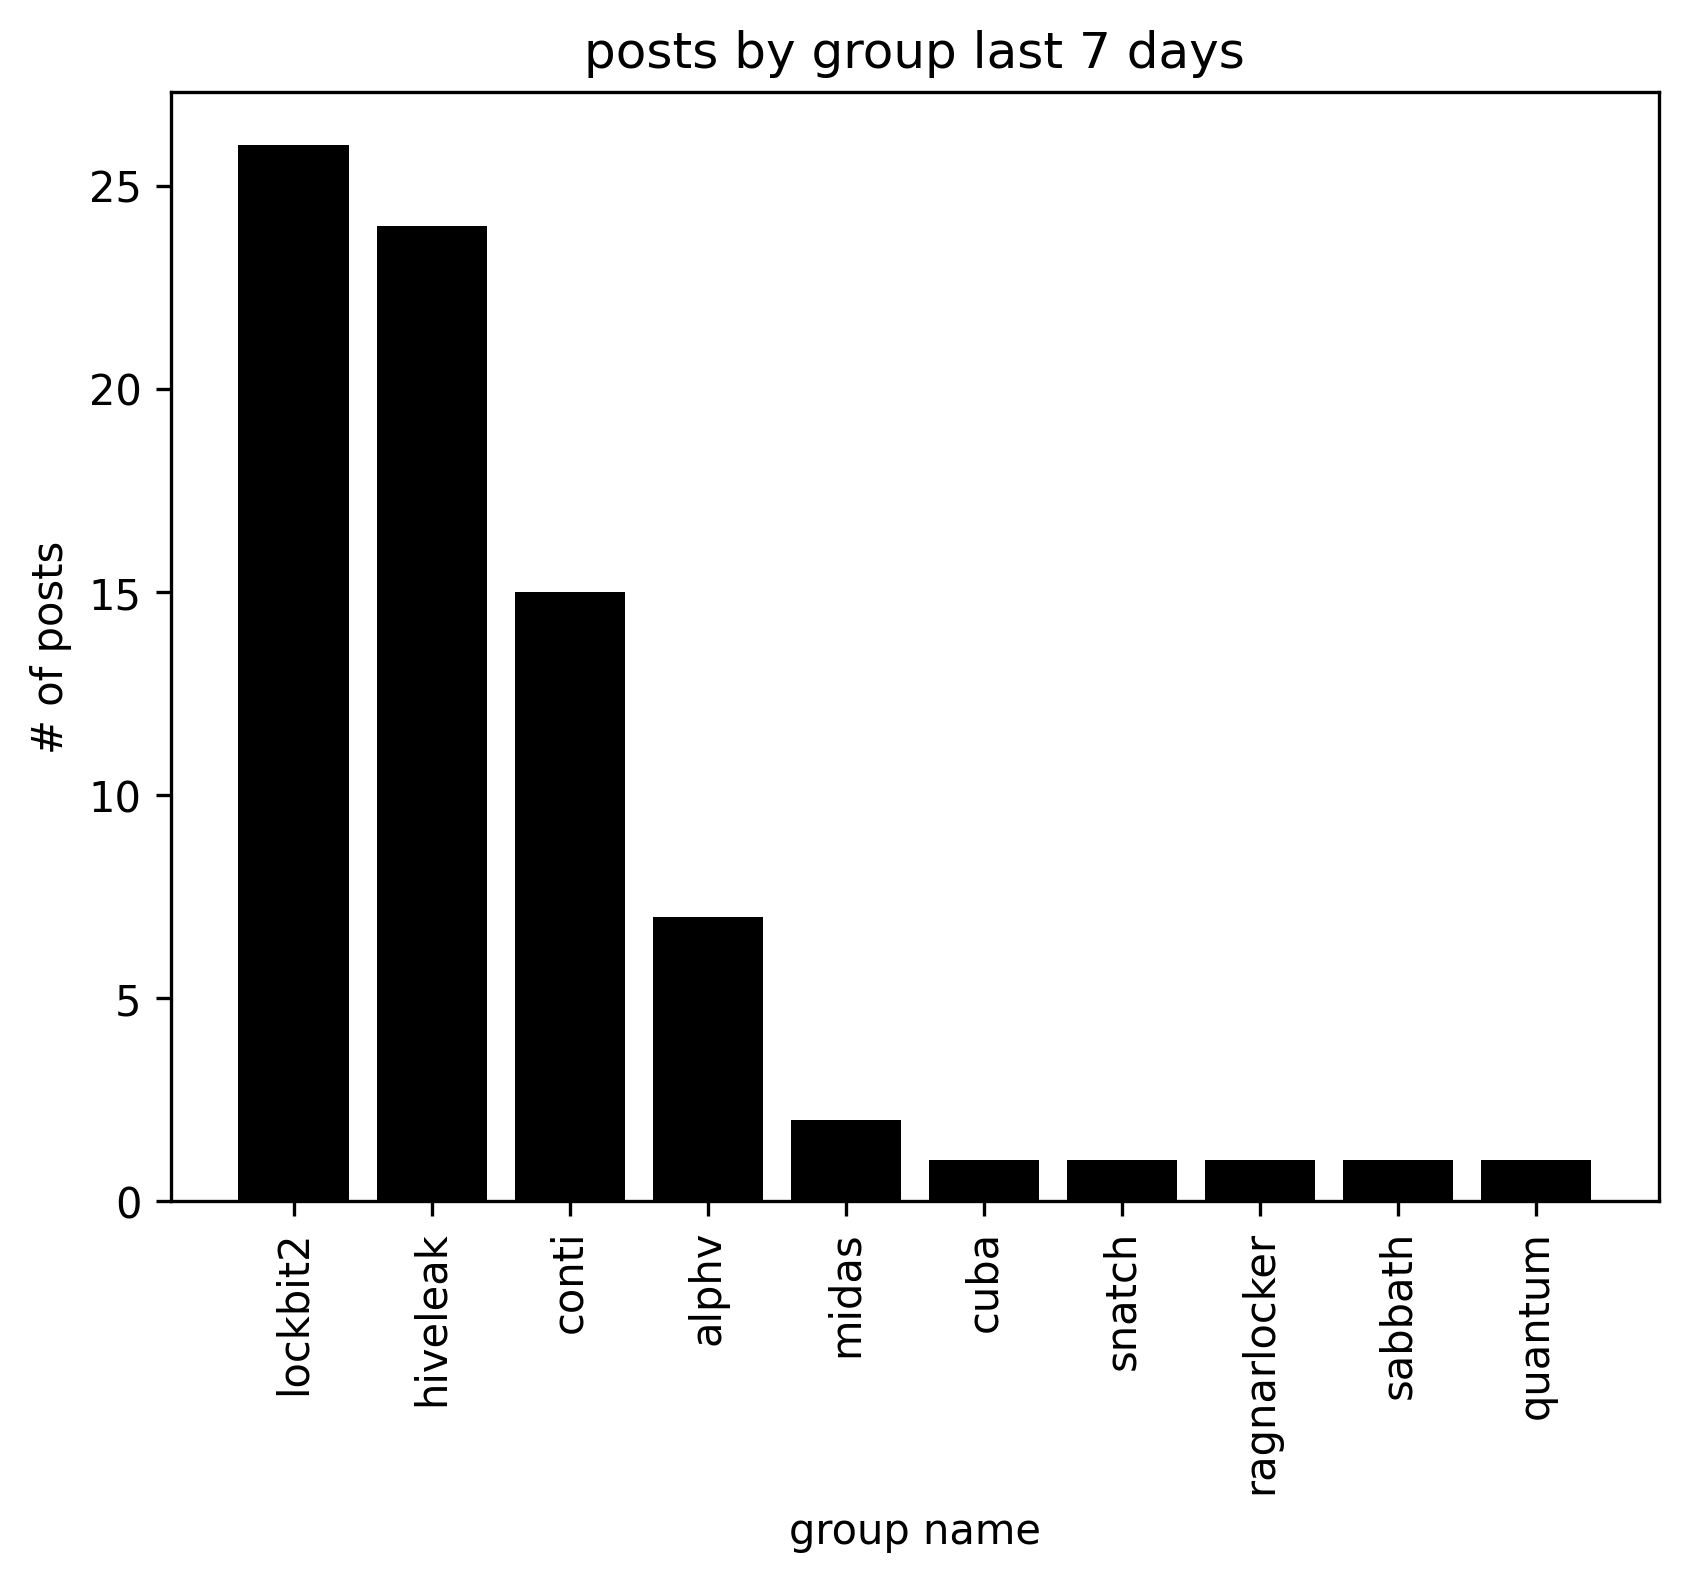 posts by group last 7 days
# of posts
25
20
15
10
5
0
lockbit2
hiveleak
conti
alphv
midas
cuba
snatch
ragnarlocker
sabbath
quantum
group name